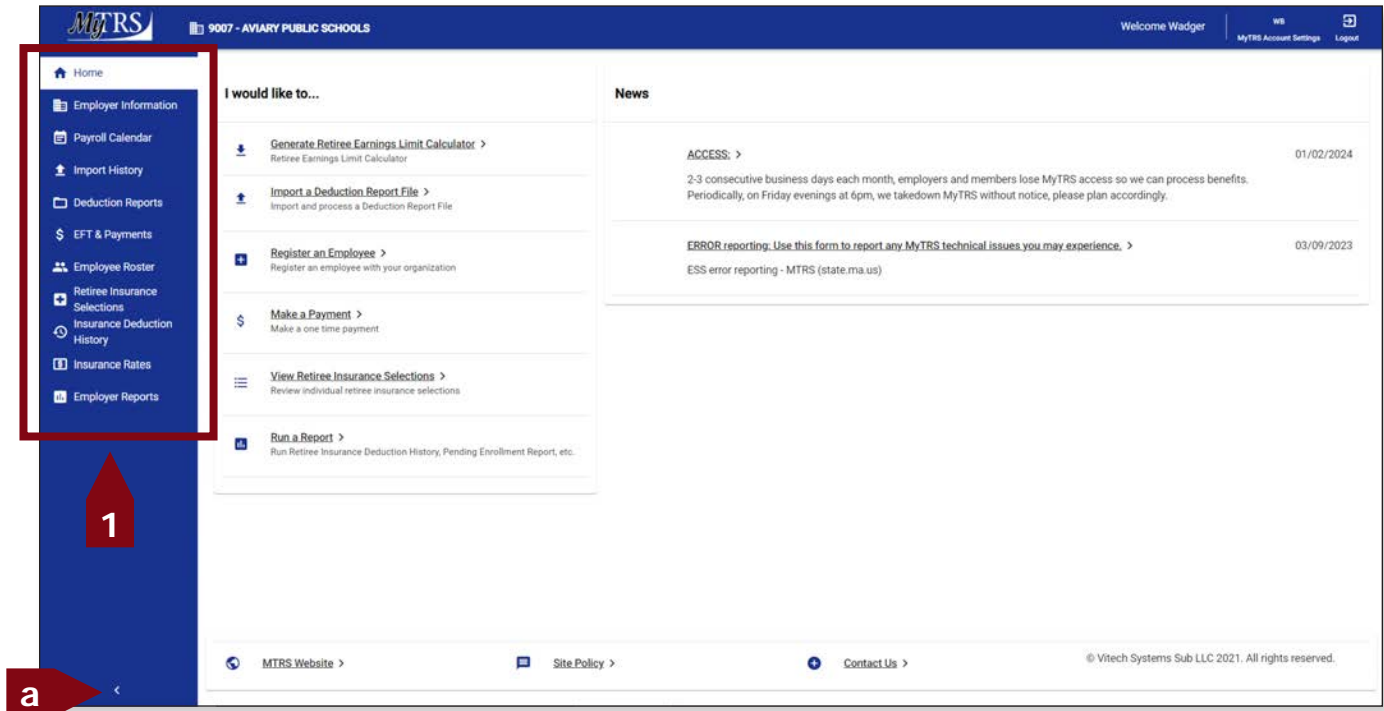 MyTRS
9007 - AVIARY PUBLIC SCHOOLS
Welcome Wadger
WB
MyTRS Account Settings
Logout
Home
Employer Information
Payroll Calendar
Import History
Deduction Reports
$ EFT & Payments
Employee Roster
Retiree Insurance
Selections
Insurance Deduction
History
Insurance Rates
Employer Reports
1
a
<
I would like to...
Generate Retiree Earnings Limit Calculator >
Retiree Earnings Limit Calculator
Import a Deduction Report File >
Import and process a Deduction Report File
Register an Employee >
Register an employee with your organization
$ Make a Payment >
Make a one time payment
View Retiree Insurance Selections >
Review individual retiree insurance selections
Run a Report >
Run Retiree Insurance Deduction History, Pending Enrollment Report, etc.
News
ACCESS: > 01/02/2024
2-3 consecutive business days each month, employers and members lose MyTRS access so we can process benefits.
Periodically, on Friday evenings at 6pm, we takedown MyTRS without notice, please plan accordingly.
ERROR reporting: Use this form to report any MyTRS technical issues you may experience. > 03/09/2023
ESS error reporting - MTRS (state.ma.us)
MTRS Website >
Site Policy >
Contact Us >
© Vitech Systems Sub LLC 2021. All rights reserved.